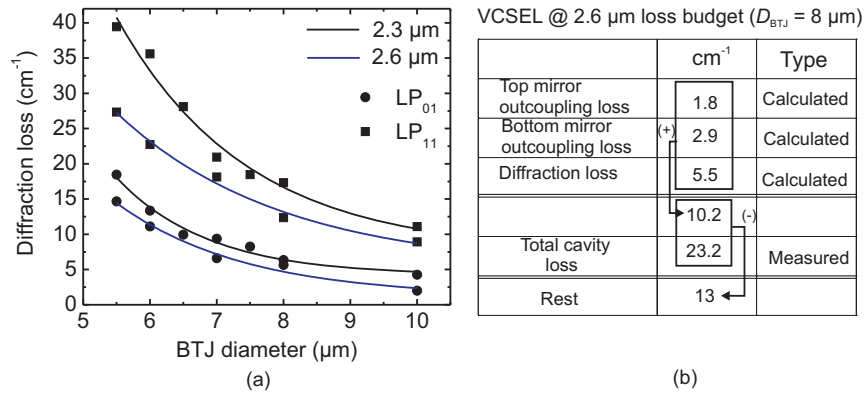 40
35
30
25
20
15
10
5
0
Diffraction loss (cm⁻¹)
2.3 µm
2.6 µm
LP₀₁
LP₁₁
5 6 7 8 9 10
BTJ diameter (µm)
(a)
VCSEL @ 2.6 µm loss budget (D_BTJ = 8 µm)
cm⁻¹ Type
Top mirror
outcoupling loss 1.8 Calculated
Bottom mirror
outcoupling loss (+) 2.9 Calculated
Diffraction loss 5.5 Calculated
10.2 (-)
Total cavity
loss 23.2 Measured
Rest 13
(b)